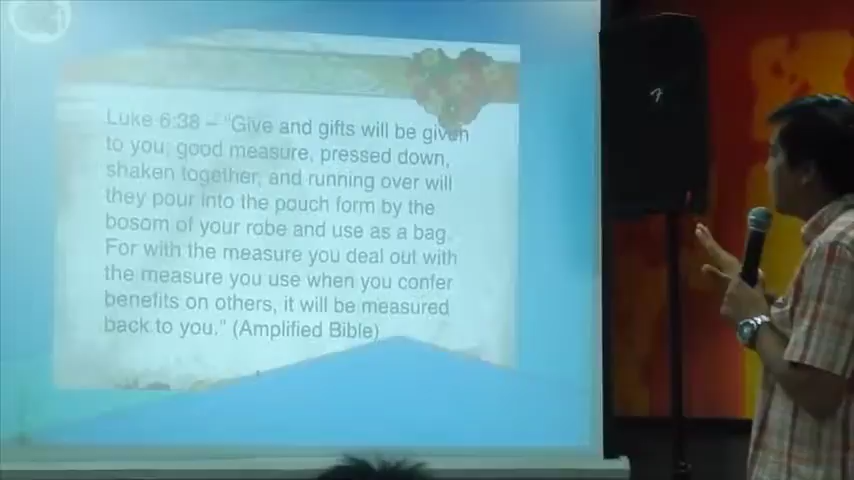 Luke 6:38 – "Give and gifts will be given
to you; good measure, pressed down,
shaken together, and running over will
they pour into the pouch form by the
bosom of your robe and use as a bag.
For with the measure you deal out with
the measure you use when you confer
benefits on others, it will be measured
back to you." (Amplified Bible)